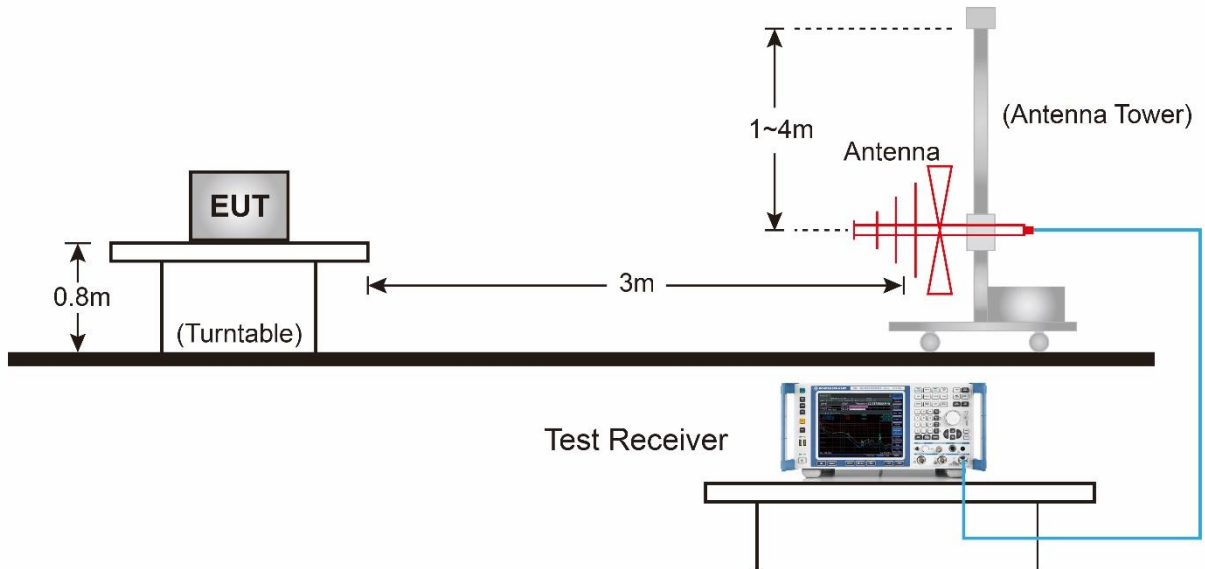 1~4m
(Antenna Tower)
Antenna
EUT
0.8m
3m
(Turntable)
Test Receiver